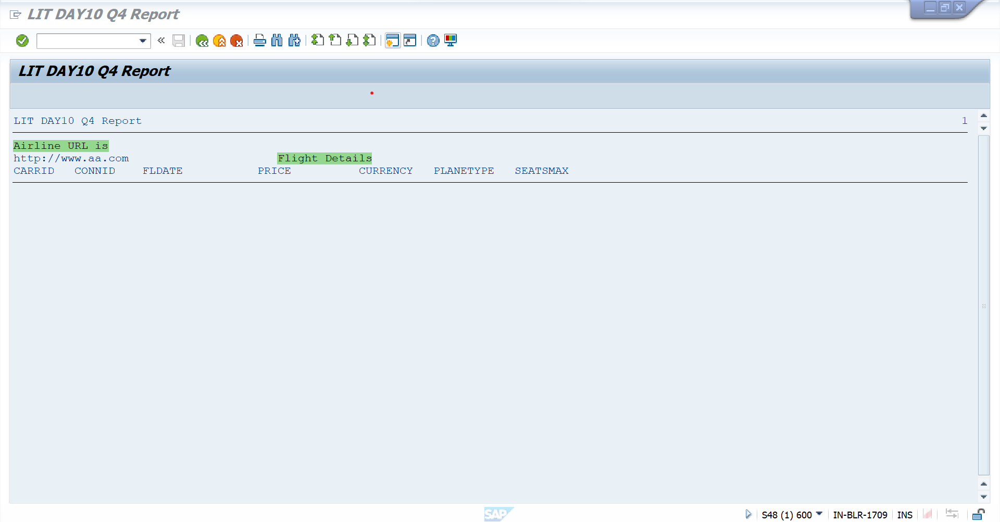 LIT DAY10 Q4 Report
LIT DAY10 Q4 Report
LIT DAY10 Q4 Report 1
Airline URL is
http://www.aa.com Flight Details
CARRID CONNID FLDATE PRICE CURRENCY PLANETYPE SEATSMAX
SAP S48 (1) 600 IN-BLR-1709 INS